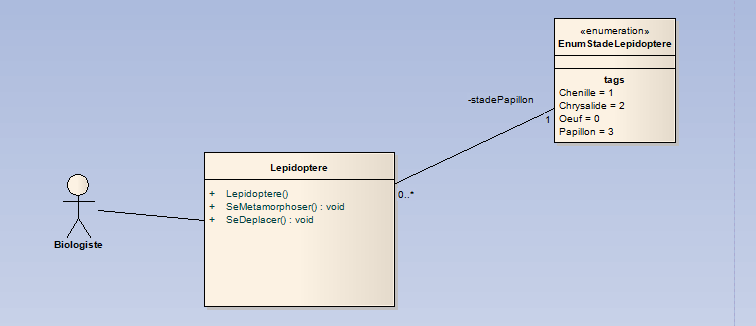 «enumeration»
EnumStadeLepidoptere
tags
Chenille = 1
Chrysalide = 2
Oeuf = 0
Papillon = 3
-stadePapillon
1
Lepidoptere
+ Lepidoptere()
+ SeMetamorphoser() : void
+ SeDeplacer() : void
0..*
Biologiste